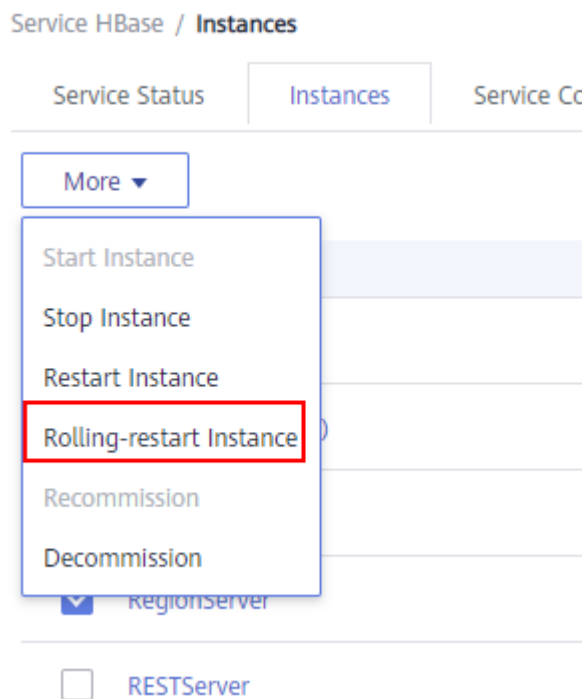 Service HBase / Instances
Service Status Instances Service Co
More
Start Instance
Stop Instance
Restart Instance
Rolling-restart Instance
)
Recommission
Decommission
RegionServer
RESTServer